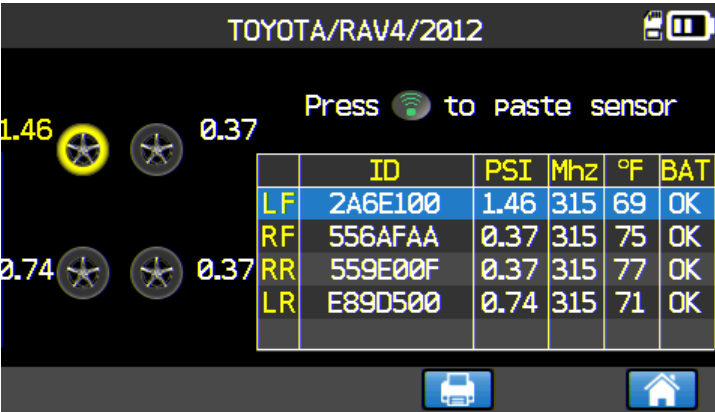 TOYOTA/RAV4/2012
Press to paste sensor
1.46 0.37
ID PSI Mhz °F BAT
LF 2A6E100 1.46 315 69 OK
RF 556AFAA 0.37 315 75 OK
0.74 0.37
RR 559E00F 0.37 315 77 OK
LR E89D500 0.74 315 71 OK